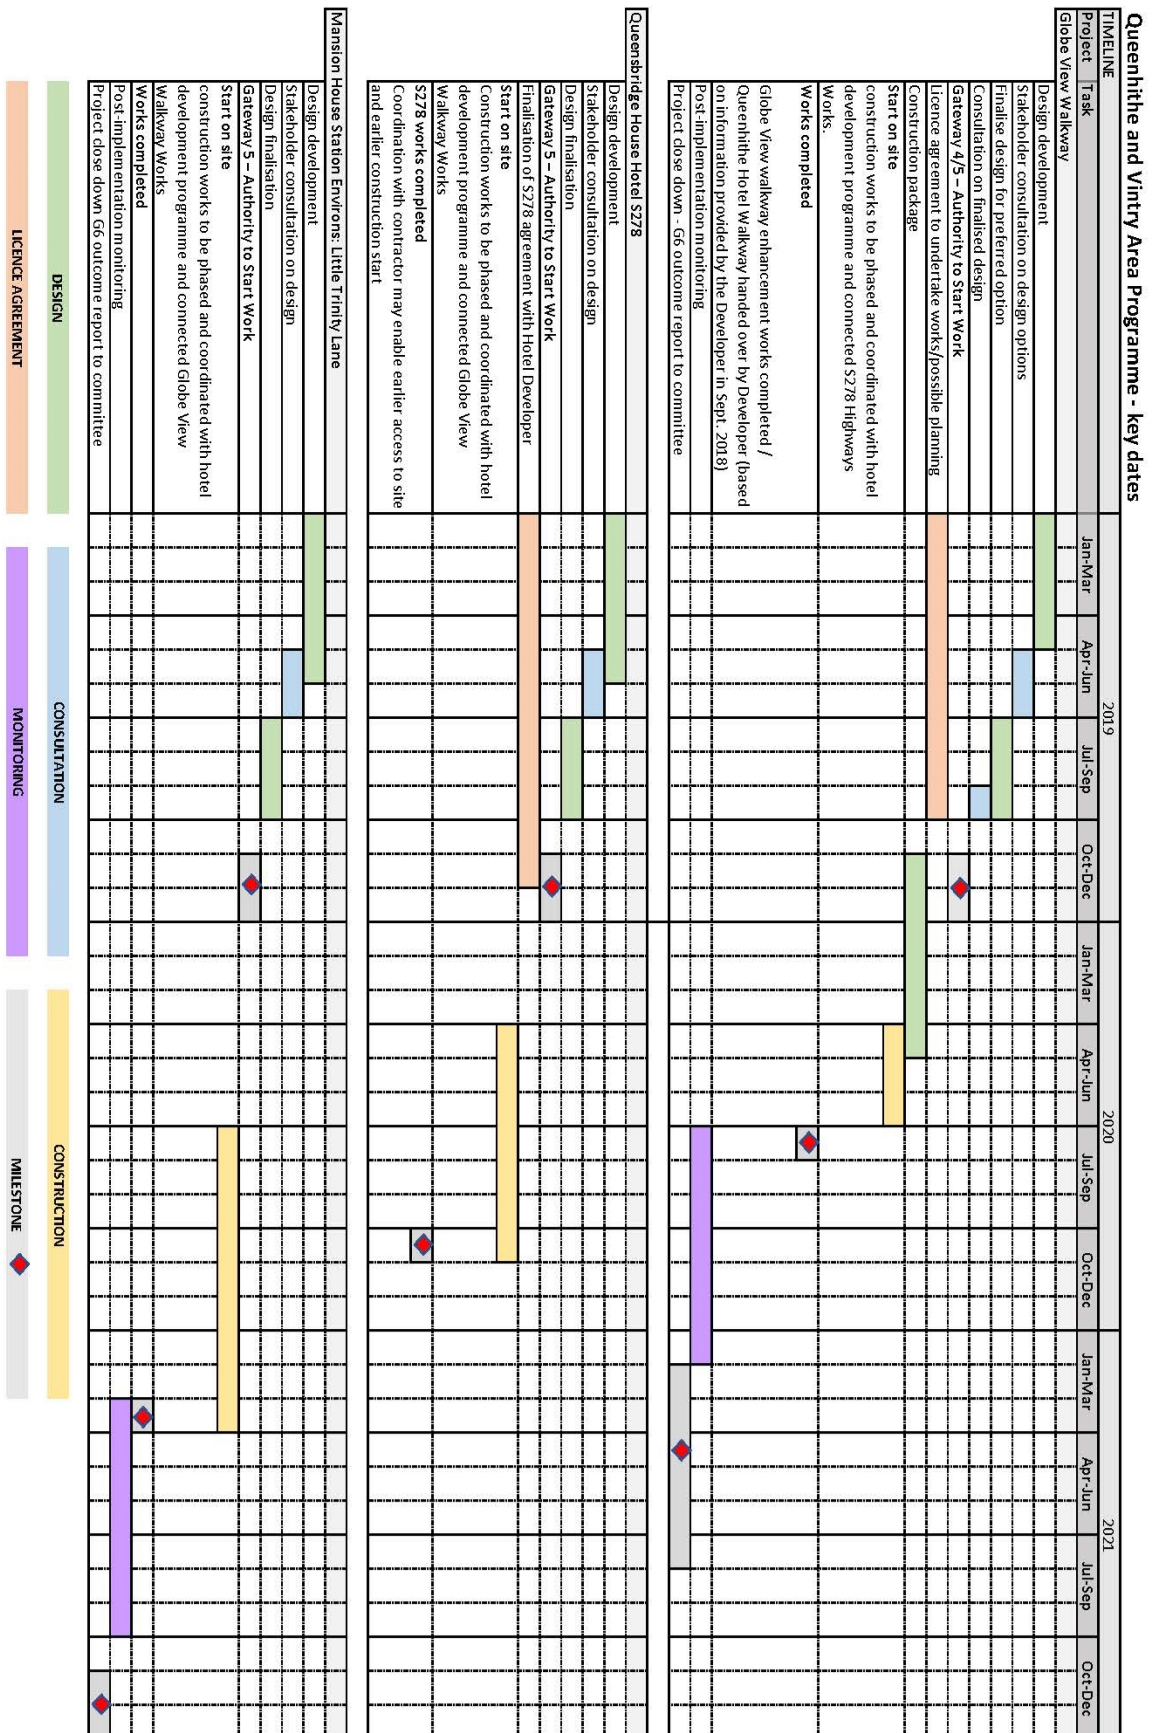 Queenhithe and Vintry Area Programme - key dates
TIMELINE 2019 2020 2021
Project Task Jan-Mar Apr-Jun Jul-Sep Oct-Dec Jan-Mar Apr-Jun Jul-Sep Oct-Dec Jan-Mar Apr-Jun Jul-Sep Oct-Dec
Globe View Walkway
Design development
Stakeholder consultation on design options
Finalise design for preferred option
Consultation on finalised design
Gateway 4/5 – Authority to Start Work
Licence agreement to undertake works/possible planning
Construction package
Start on site
construction works to be phased and coordinated with hotel
development programme and connected S278 Highways
Works.
Works completed
Globe View walkway enhancement works completed /
Queenhithe Hotel Walkway handed over by Developer (based
on information provided by the Developer in Sept. 2018)
Post-implementation monitoring
Project close down - G6 outcome report to committee
Queensbridge House Hotel S278
Design development
Stakeholder consultation on design
Design finalisation
Gateway 5 – Authority to Start Work
Finalisation of S278 agreement with Hotel Developer
Start on site
Construction works to be phased and coordinated with hotel
development programme and connected Globe View
Walkway Works
S278 works completed
Coordination with contractor may enable earlier access to site
and earlier construction start
Mansion House Station Environs: Little Trinity Lane
Design development
Stakeholder consultation on design
Design finalisation
Gateway 5 – Authority to Start Work
Start on site
construction works to be phased and coordinated with hotel
development programme and connected Globe View
Walkway Works
Works completed
Post-implementation monitoring
Project close down G6 outcome report to committee
DESIGN CONSULTATION CONSTRUCTION
LICENCE AGREEMENT MONITORING MILESTONE